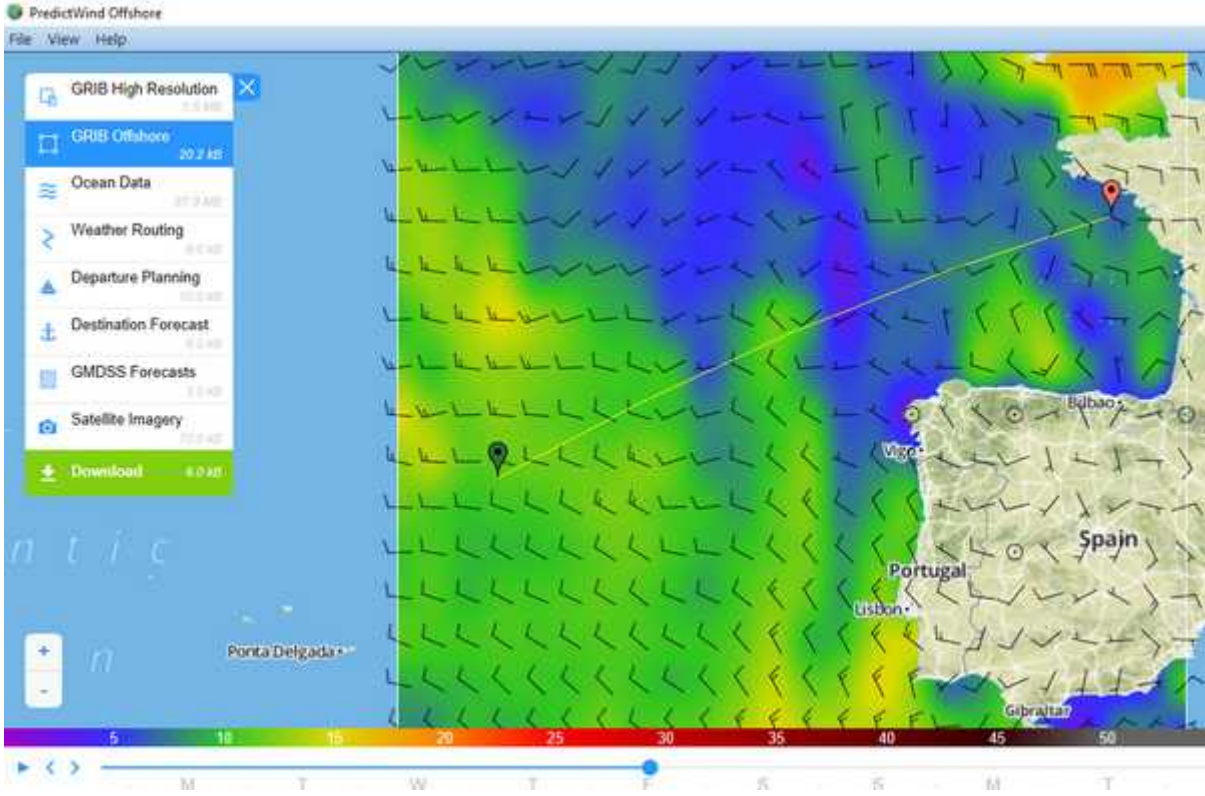 PredictWind Offshore
File View Help
GRIB High Resolution
GRIB Offshore
20.2 kB
Ocean Data
Weather Routing
Departure Planning
Destination Forecast
GMDSS Forecasts
Satellite Imagery
Download 6.0 kB
n t i c
n
Ponta Delgada
Bilbao
Vigo
Spain
Portugal
Lisbon
Gibraltar
+
-
5 10 15 20 25 30 35 40 45 50
M T W T F S S M T